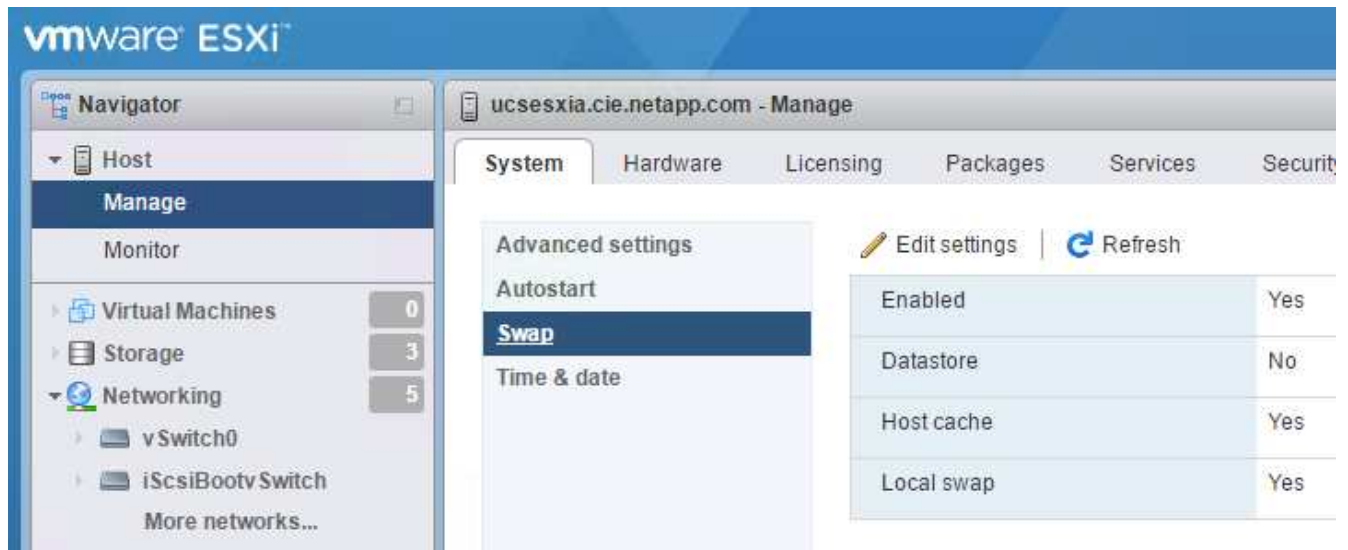 vmware ESXi™
Navigator
Host
Manage
Monitor
Virtual Machines 0
Storage 3
Networking 5
vSwitch0
iScsiBootvSwitch
More networks...
ucsesxia.cie.netapp.com - Manage
System Hardware Licensing Packages Services Security
Advanced settings
Autostart
Swap
Time & date
Edit settings | Refresh
Enabled Yes
Datastore No
Host cache Yes
Local swap Yes